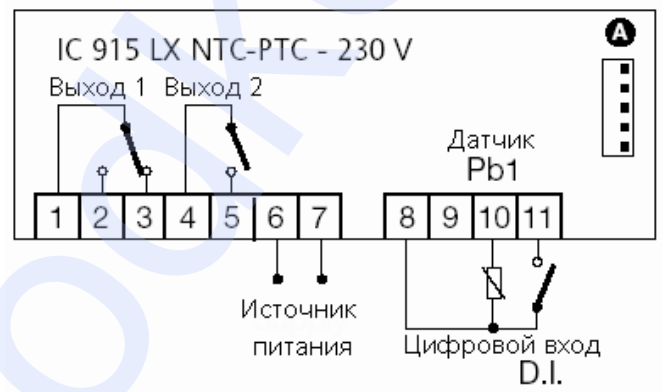 IC 915 LX NTC-PTC - 230 V
A
Выход 1 Выход 2
Датчик
Pb1
1 2 3 4 5 6 7 8 9 10 11
Источник
питания
Цифровой вход
D.I.